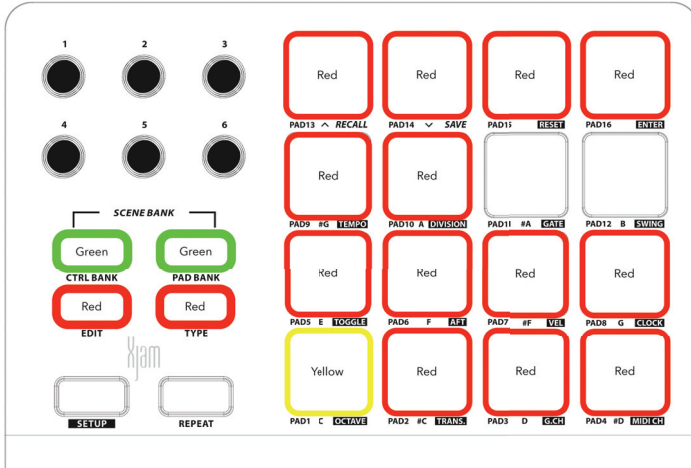 1 2 3
4 5 6
SCENE BANK
Green Green
CTRL BANK PAD BANK
Red Red
EDIT TYPE
Xjam
SETUP REPEAT
Red Red Red Red
PAD13 ^ RECALL PAD14 ⌄ SAVE PAD15 RESET PAD16 ENTER
Red Red
PAD9 #G TEMPO PAD10 A DIVISION PAD11 #A GATE PAD12 B SWING
Red Red Red Red
PAD5 E TOGGLE PAD6 F AFT PAD7 #F VEL PAD8 G CLOCK
Yellow Red Red Red
PAD1 C OCTAVE PAD2 #C TRANS. PAD3 D G.CH PAD4 #D MIDI CH